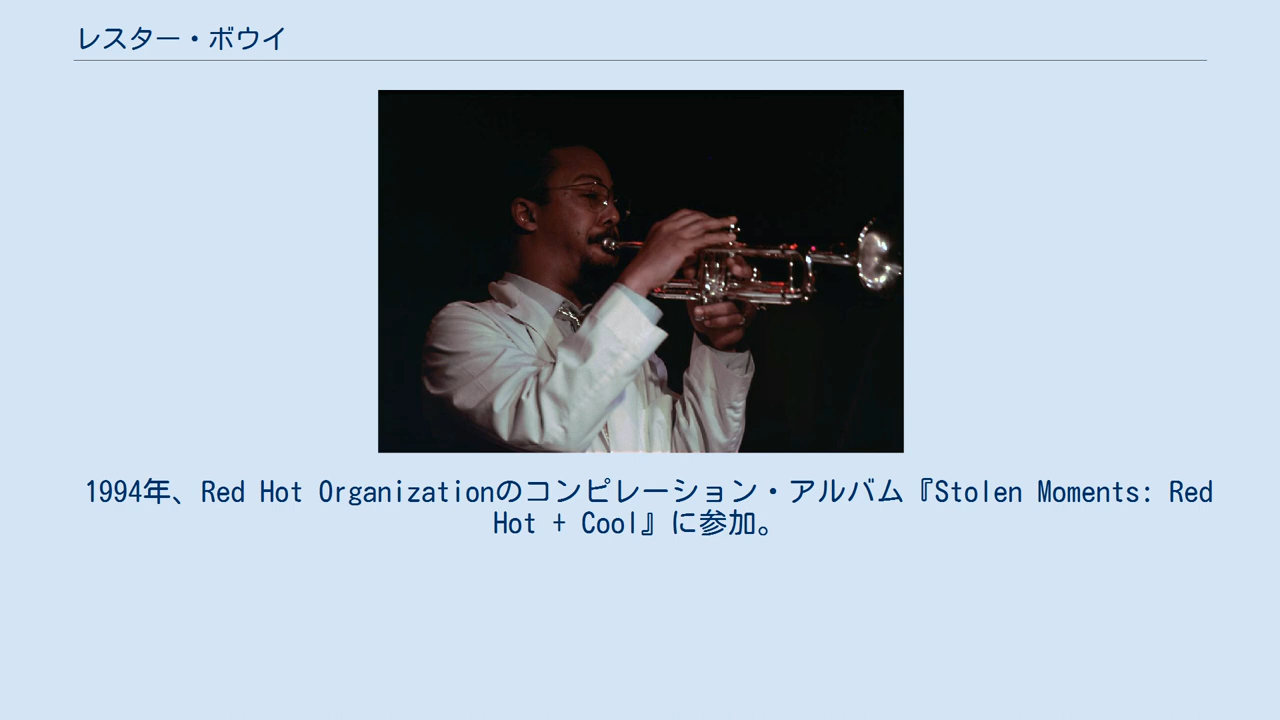 レスター・ボウイ
1994年、Red Hot Organizationのコンピレーション・アルバム『Stolen Moments: Red
Hot + Cool』に参加。